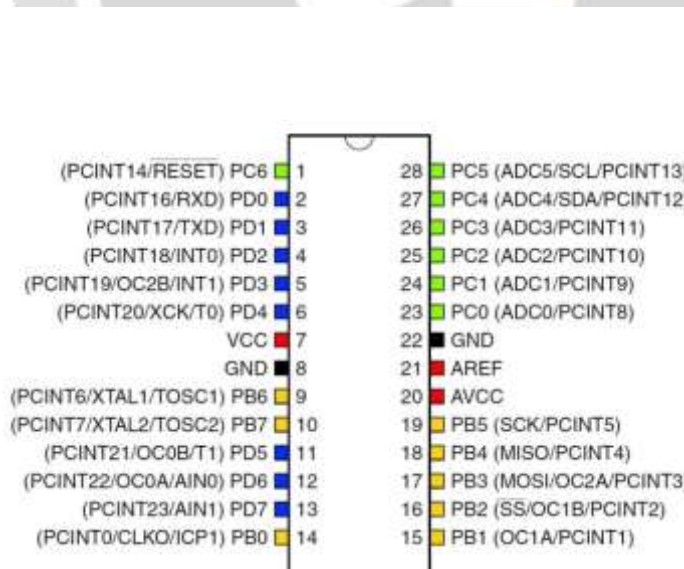 (PCINT14/RESET) PC6 1 28 PC5 (ADC5/SCL/PCINT13)
(PCINT16/RXD) PD0 2 27 PC4 (ADC4/SDA/PCINT12
(PCINT17/TXD) PD1 3 26 PC3 (ADC3/PCINT11)
(PCINT18/INT0) PD2 4 25 PC2 (ADC2/PCINT10)
(PCINT19/OC2B/INT1) PD3 5 24 PC1 (ADC1/PCINT9)
(PCINT20/XCK/T0) PD4 6 23 PC0 (ADC0/PCINT8)
VCC 7 22 GND
GND 8 21 AREF
(PCINT6/XTAL1/TOSC1) PB6 9 20 AVCC
(PCINT7/XTAL2/TOSC2) PB7 10 19 PB5 (SCK/PCINT5)
(PCINT21/OC0B/T1) PD5 11 18 PB4 (MISO/PCINT4)
(PCINT22/OC0A/AIN0) PD6 12 17 PB3 (MOSI/OC2A/PCINT3
(PCINT23/AIN1) PD7 13 16 PB2 (SS/OC1B/PCINT2)
(PCINT0/CLKO/ICP1) PB0 14 15 PB1 (OC1A/PCINT1)